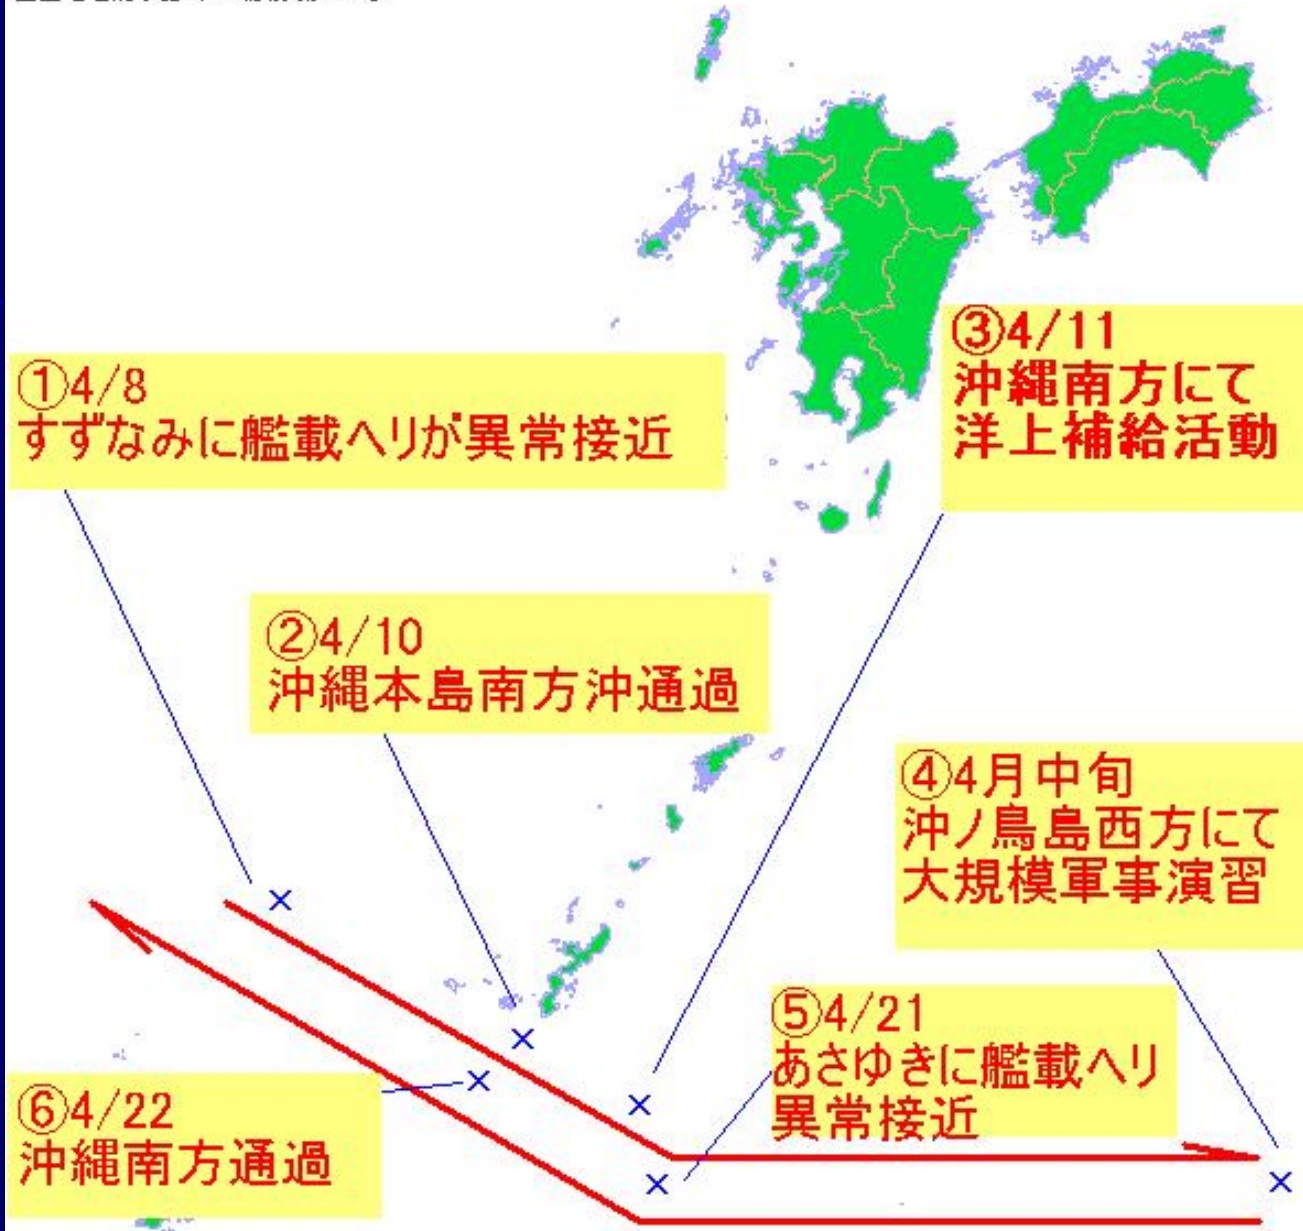 ①4/8
すずなみに艦載ヘリが異常接近
②4/10
沖縄本島南方沖通過
③4/11
沖縄南方にて
洋上補給活動
④4月中旬
沖ノ鳥島西方にて
大規模軍事演習
⑤4/21
あさゆきに艦載ヘリ
異常接近
⑥4/22
沖縄南方通過